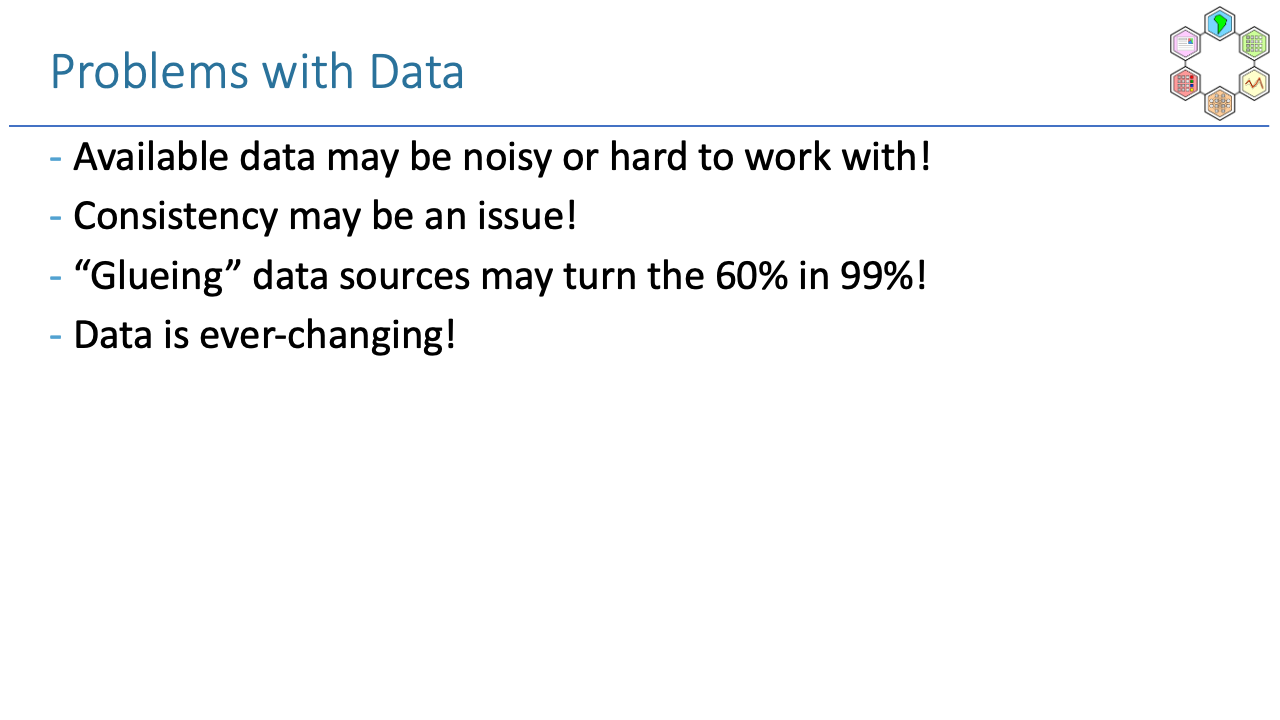 Problems with Data
- Available data may be noisy or hard to work with!
- Consistency may be an issue!
- “Glueing” data sources may turn the 60% in 99%!
- Data is ever-changing!